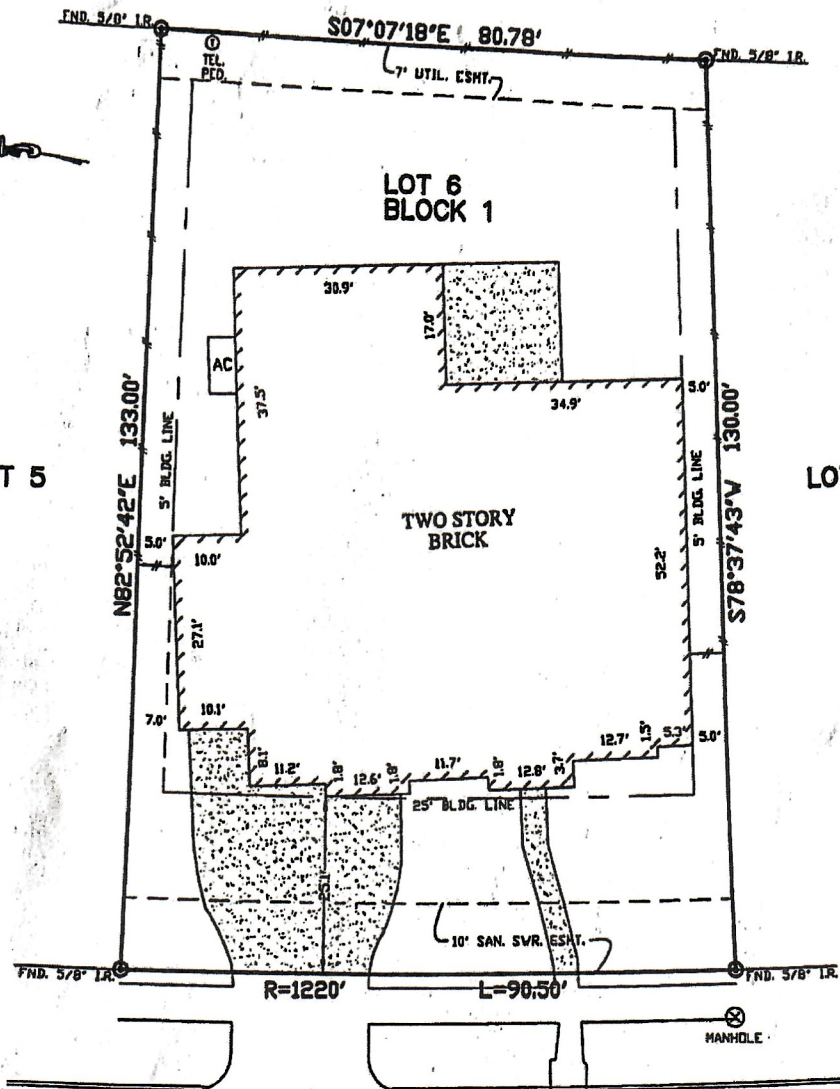 FND. 5/8" I.R.
S07°07'18"E 80.78'
FND. 5/8" I.R.
TEL.
PED.
7' UTIL. ESMT.
LOT 6
BLOCK 1
30.9'
17.0'
AC
37.5'
34.9'
5.0'
N82°52'42"E 133.00'
5' BLDG. LINE
5' BLDG. LINE
S78°37'43"W 130.00'
T 5
LO
TWO STORY
BRICK
5.0'
10.0'
52.2'
27.1'
7.0'
10.1'
8.1'
11.2'
1.8'
12.6'
1.8'
11.7'
1.8'
12.8'
3.7'
12.7'
1.5'
5.3'
5.0'
25' BLDG. LINE
10' SAN. SWR. ESMT.
FND. 5/8" I.R.
R=1220'
L=90.50'
FND. 5/8" I.R.
MANHOLE